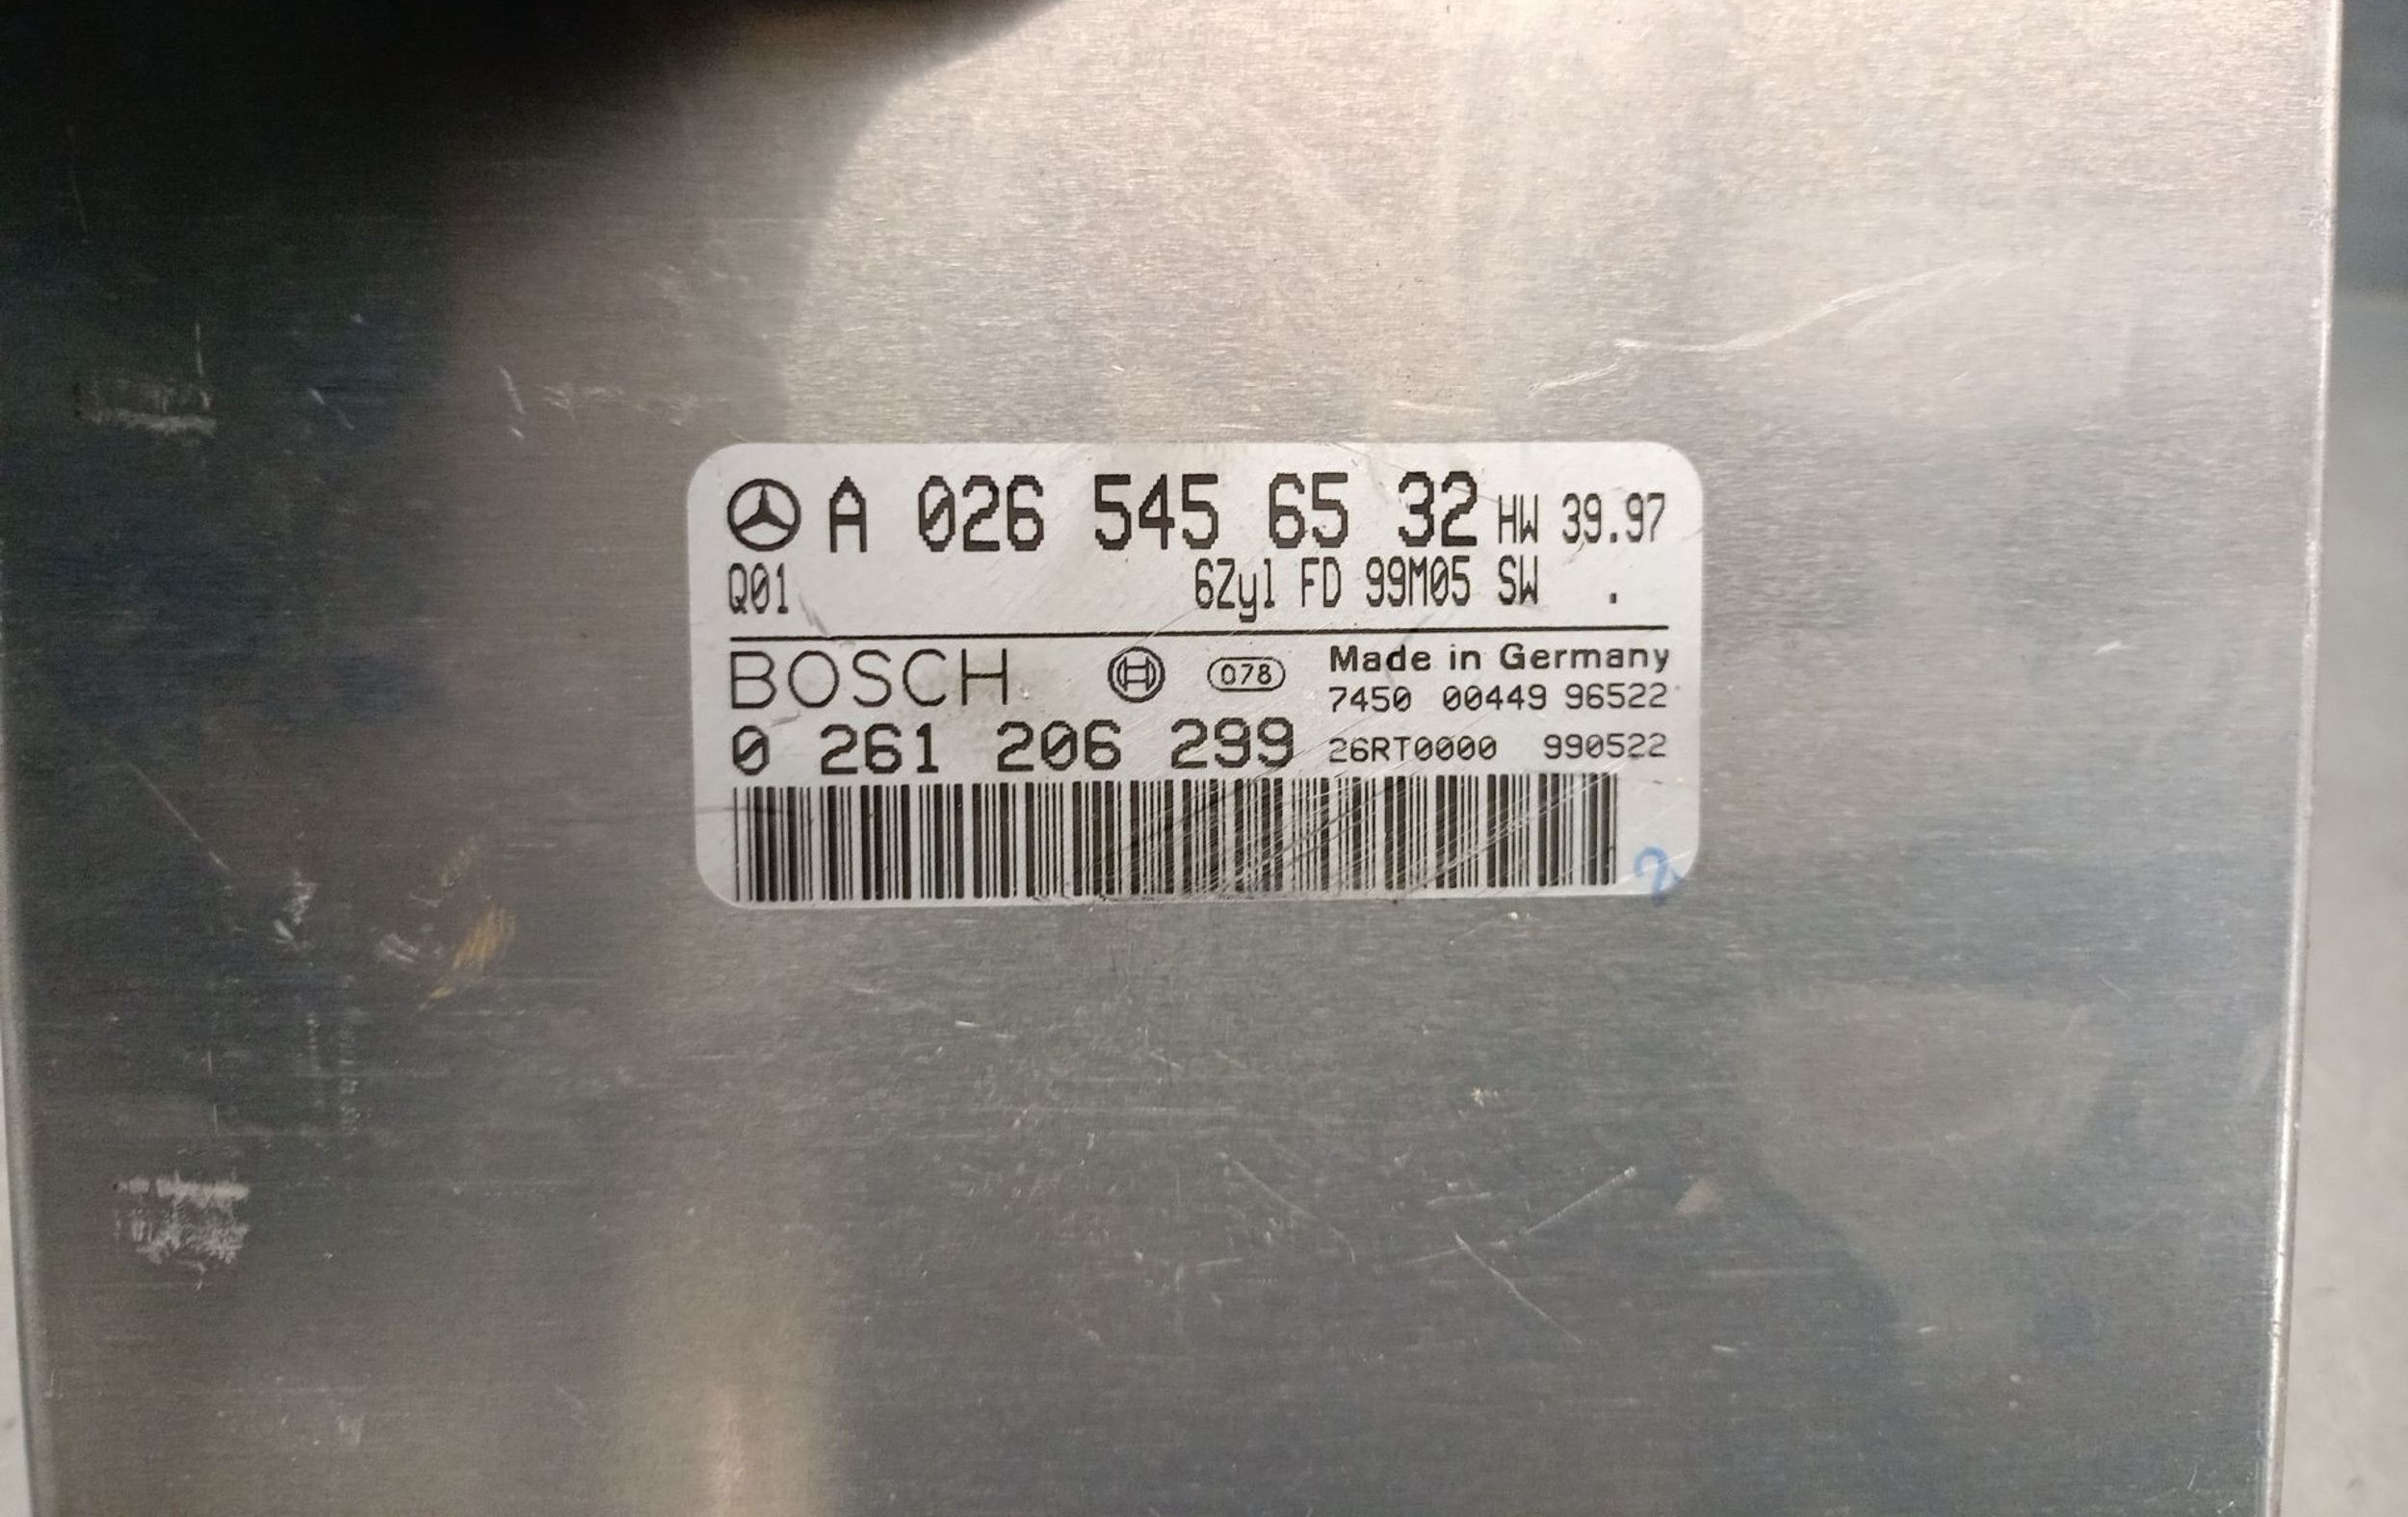 A 026 545 65 32 HW 39.97
Q01 6Zyl FD 99M05 SW .
BOSCH 078 Made in Germany
7450 00449 96522
0 261 206 299 26RT0000 990522
2